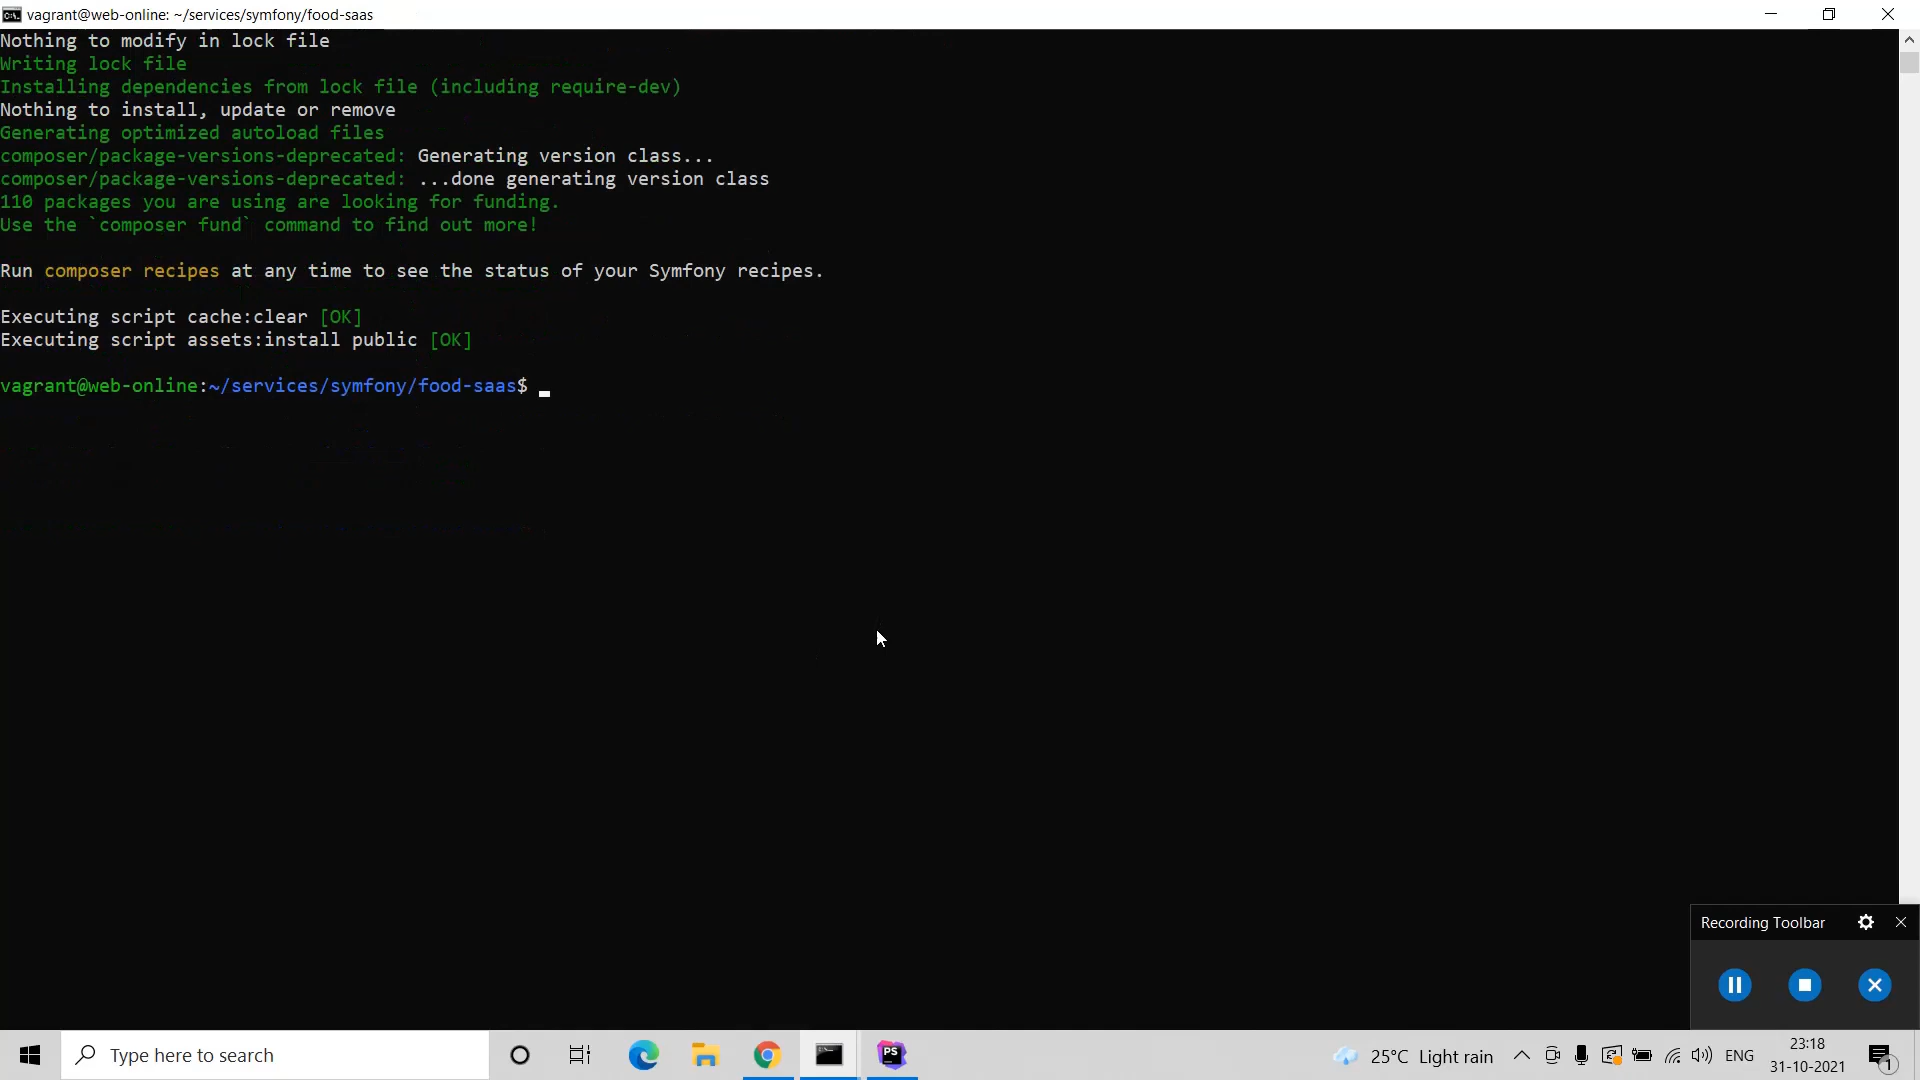 vagrant@web-online: ~/services/symfony/food-saas
Nothing to modify in lock file
Writing lock file
Installing dependencies from lock file (including require-dev)
Nothing to install, update or remove
Generating optimized autoload files
composer/package-versions-deprecated: Generating version class...
composer/package-versions-deprecated: ...done generating version class
110 packages you are using are looking for funding.
Use the `composer fund` command to find out more!
Run composer recipes at any time to see the status of your Symfony recipes.
Executing script cache:clear [OK]
Executing script assets:install public [OK]
vagrant@web-online:~/services/symfony/food-saas$
Recording Toolbar
Type here to search
PS
25°C Light rain
ENG
23:18
31-10-2021
1